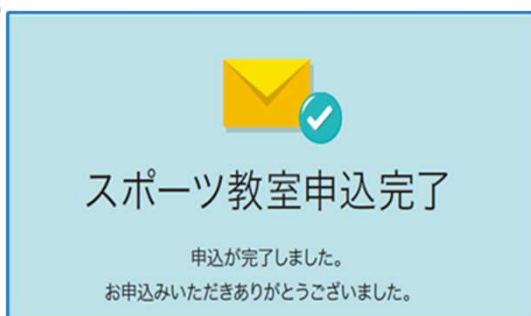 スポーツ教室申込完了
申込が完了しました。
お申込みいただきありがとうございました。